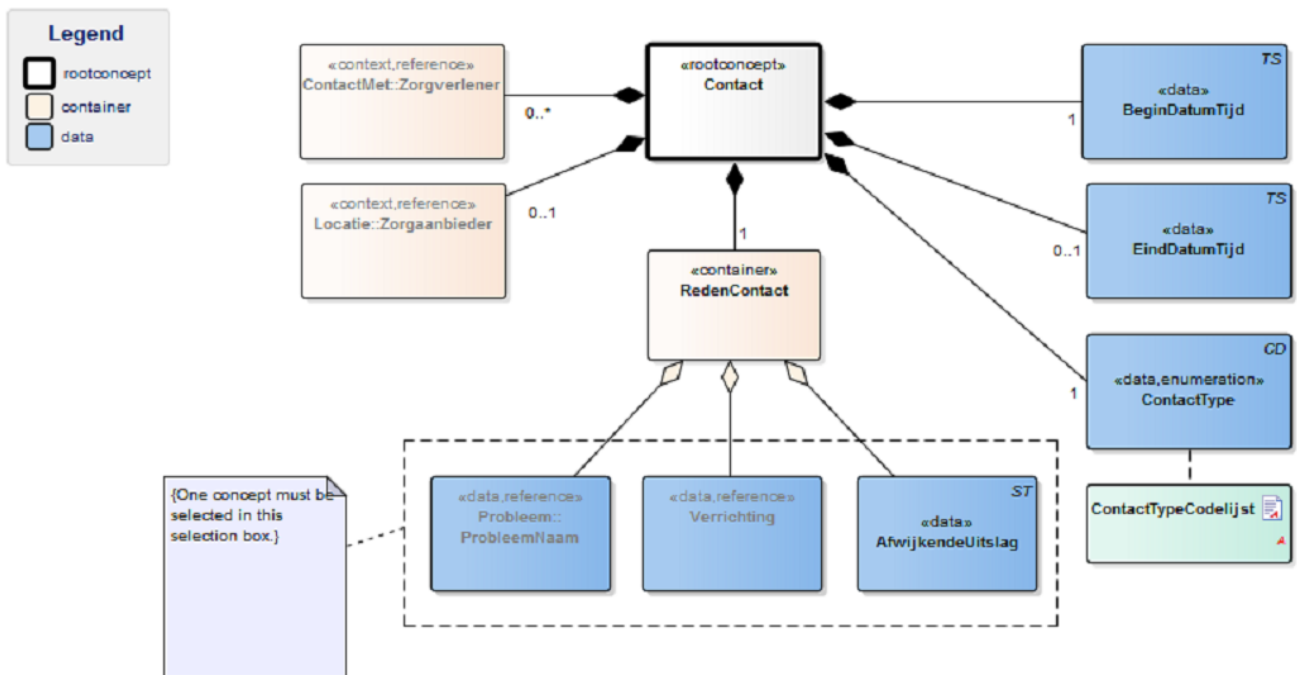 Legend
rootconcept
container
data
«context,reference»
ContactMet::Zorgverlener
0..*
«context,reference»
Locatie::Zorgaanbieder
0..1
«rootconcept»
Contact
1
«container»
RedenContact
TS
«data»
BeginDatumTijd
1
TS
«data»
EindDatumTijd
0..1
CD
«data,enumeration»
ContactType
1
ContactTypeCodelijst
A
{One concept must be
selected in this
selection box.}
«data,reference»
Probleem::
ProbleemNaam
«data,reference»
Verrichting
ST
«data»
AfwijkendeUitslag